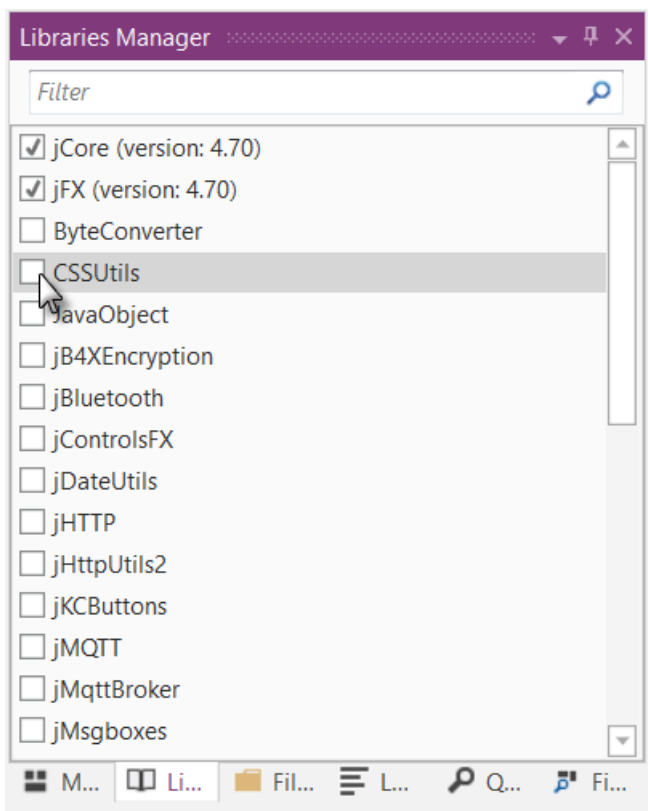 Libraries Manager
Filter
jCore (version: 4.70)
jFX (version: 4.70)
ByteConverter
CSSUtils
JavaObject
jB4XEncryption
jBluetooth
jControlsFX
jDateUtils
jHTTP
jHttpUtils2
jKCButtons
jMQTT
jMqttBroker
jMsgboxes
M... Li... Fil... L... Q... Fi...